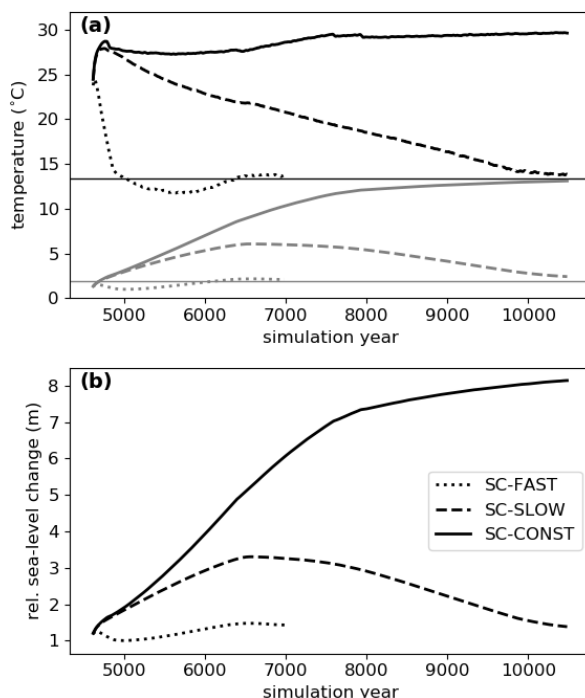 (a)
temperature (˚C)
30
25
20
15
10
5
0
5000 6000 7000 8000 9000 10000
simulation year
(b)
rel. sea-level change (m)
8
7
6
5
4
3
2
1
SC-FAST
SC-SLOW
SC-CONST
5000 6000 7000 8000 9000 10000
simulation year